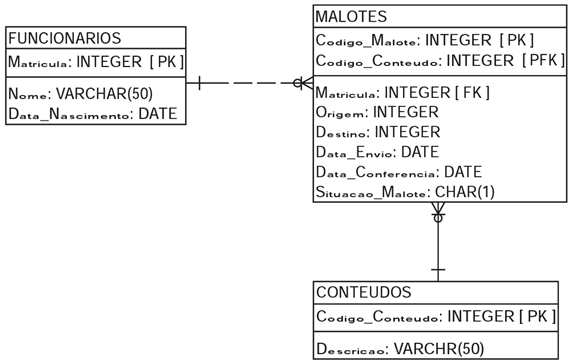 FUNCIONARIOS
Matricula: INTEGER [ PK ]
Nome: VARCHAR(50)
Data_Nascimento: DATE
MALOTES
Codigo_Malote: INTEGER [ PK ]
Codigo_Conteudo: INTEGER [ PFK ]
Matricula: INTEGER [ FK ]
Origem: INTEGER
Destino: INTEGER
Data_Envio: DATE
Data_Conferencia: DATE
Situacao_Malote: CHAR(1)
CONTEUDOS
Codigo_Conteudo: INTEGER [ PK ]
Descricao: VARCHR(50)